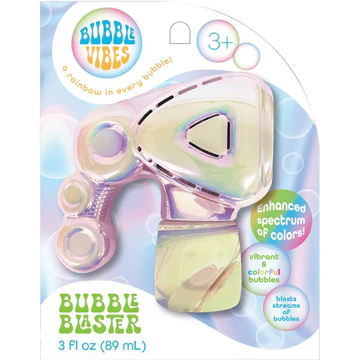 BUBBLE
VIBES
a rainbow in every bubble!
3+
Enhanced
spectrum
of colors!
vibrant &
colorful
bubbles
blasts
streams of
bubbles
BUBBLE
BLASTER
3 fl oz (89 mL)